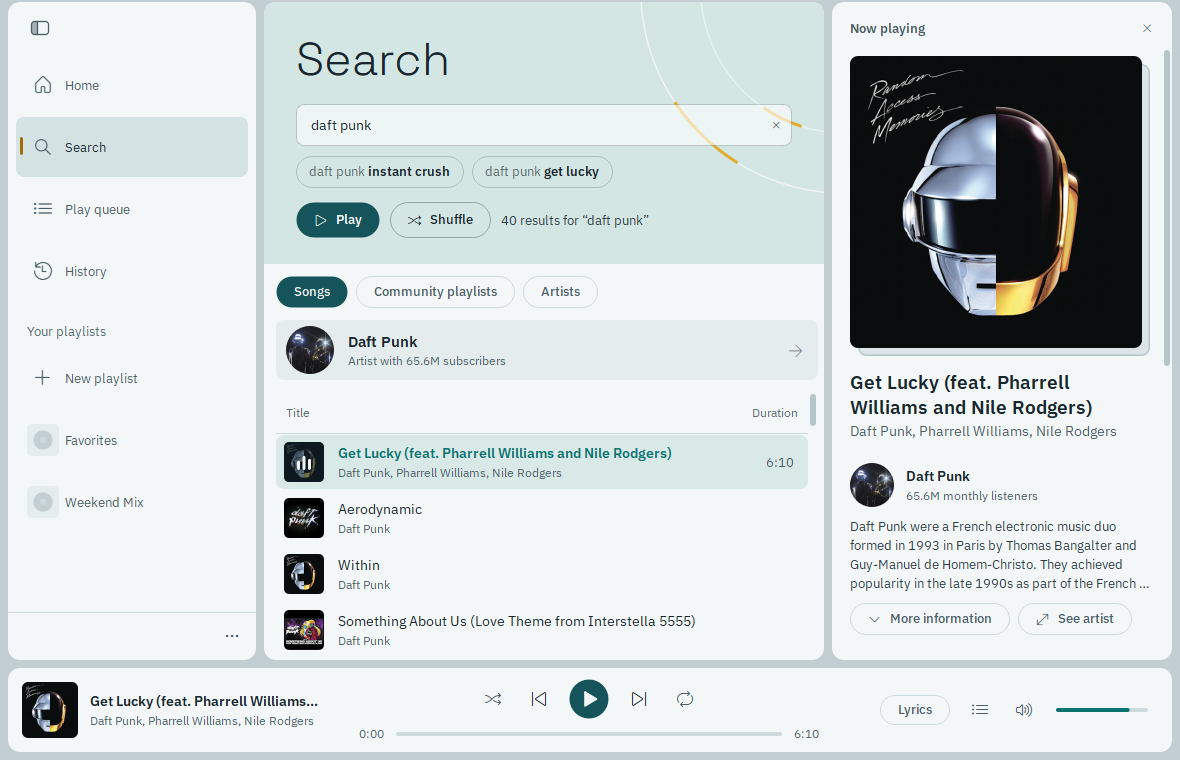 Home
Search
Play queue
History
Your playlists
New playlist
Favorites
Weekend Mix
Search
daft punk
daft punk instant crush
daft punk get lucky
Play
Shuffle
40 results for “daft punk”
Songs
Community playlists
Artists
Daft Punk
Artist with 65.6M subscribers
Title
Duration
Get Lucky (feat. Pharrell Williams and Nile Rodgers)
Daft Punk, Pharrell Williams, Nile Rodgers
6:10
Aerodynamic
Daft Punk
Within
Daft Punk
Something About Us (Love Theme from Interstella 5555)
Daft Punk
Now playing
Random
Access
Memories
Get Lucky (feat. Pharrell
Williams and Nile Rodgers)
Daft Punk, Pharrell Williams, Nile Rodgers
Daft Punk
65.6M monthly listeners
Daft Punk were a French electronic music duo
formed in 1993 in Paris by Thomas Bangalter and
Guy-Manuel de Homem-Christo. They achieved
popularity in the late 1990s as part of the French ...
More information
See artist
Get Lucky (feat. Pharrell Williams...
Daft Punk, Pharrell Williams, Nile Rodgers
0:00
6:10
Lyrics